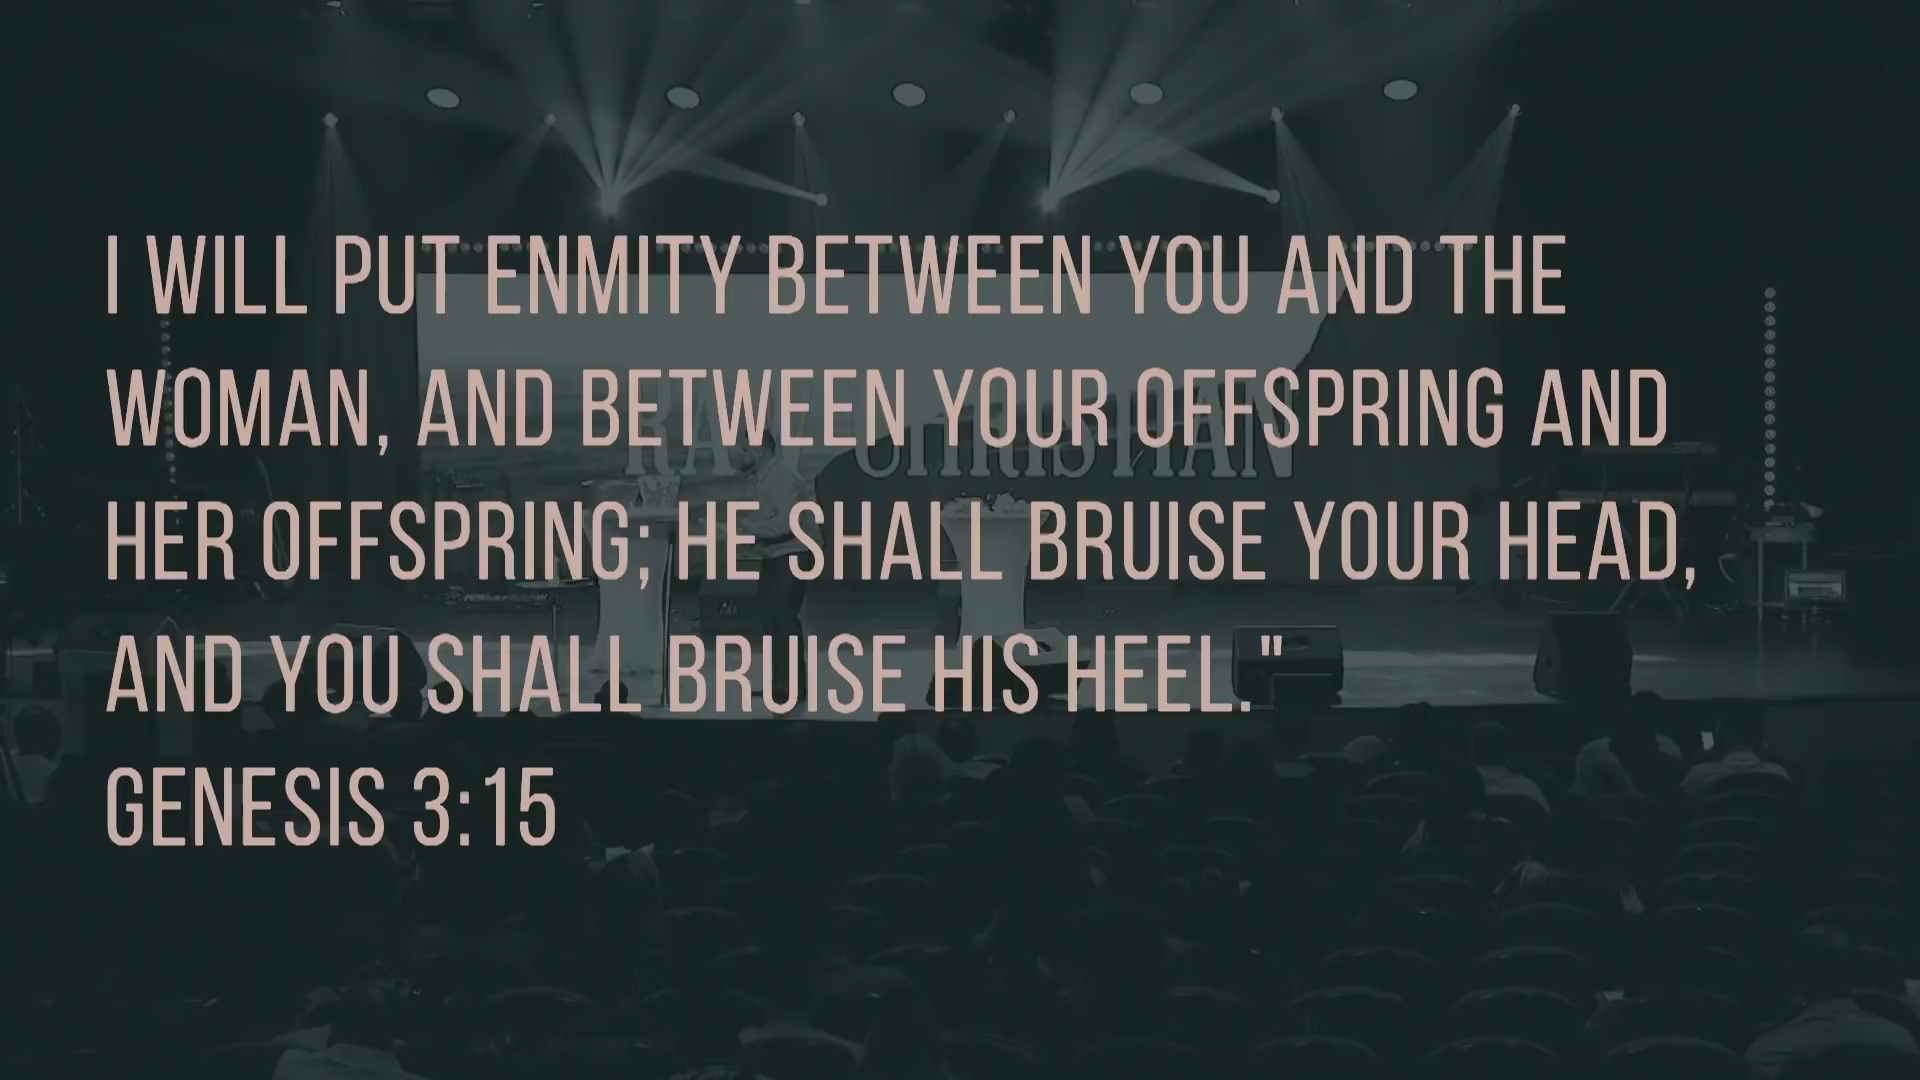 I WILL PUT ENMITY BETWEEN YOU AND THE
WOMAN, AND BETWEEN YOUR OFFSPRING AND
HER OFFSPRING; HE SHALL BRUISE YOUR HEAD,
AND YOU SHALL BRUISE HIS HEEL."
GENESIS 3:15
CHRISTIAN